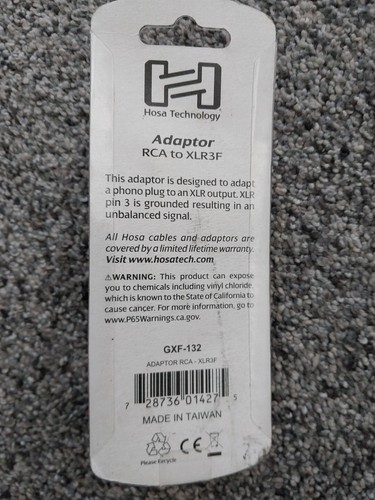 Hosa Technology
Adaptor
RCA to XLR3F
This adaptor is designed to adapt
a phono plug to an XLR output. XLR
pin 3 is grounded resulting in an
unbalanced signal.
All Hosa cables and adaptors are
covered by a limited lifetime warranty.
Visit www.hosatech.com
⚠WARNING: This product can expose
you to chemicals including vinyl chloride
which is known to the State of California to
cause cancer. For more information, go to
www.P65Warnings.ca.gov.
GXF-132
ADAPTOR RCA - XLR3F
7 28736 01427 5
MADE IN TAIWAN
CE
Please Recycle